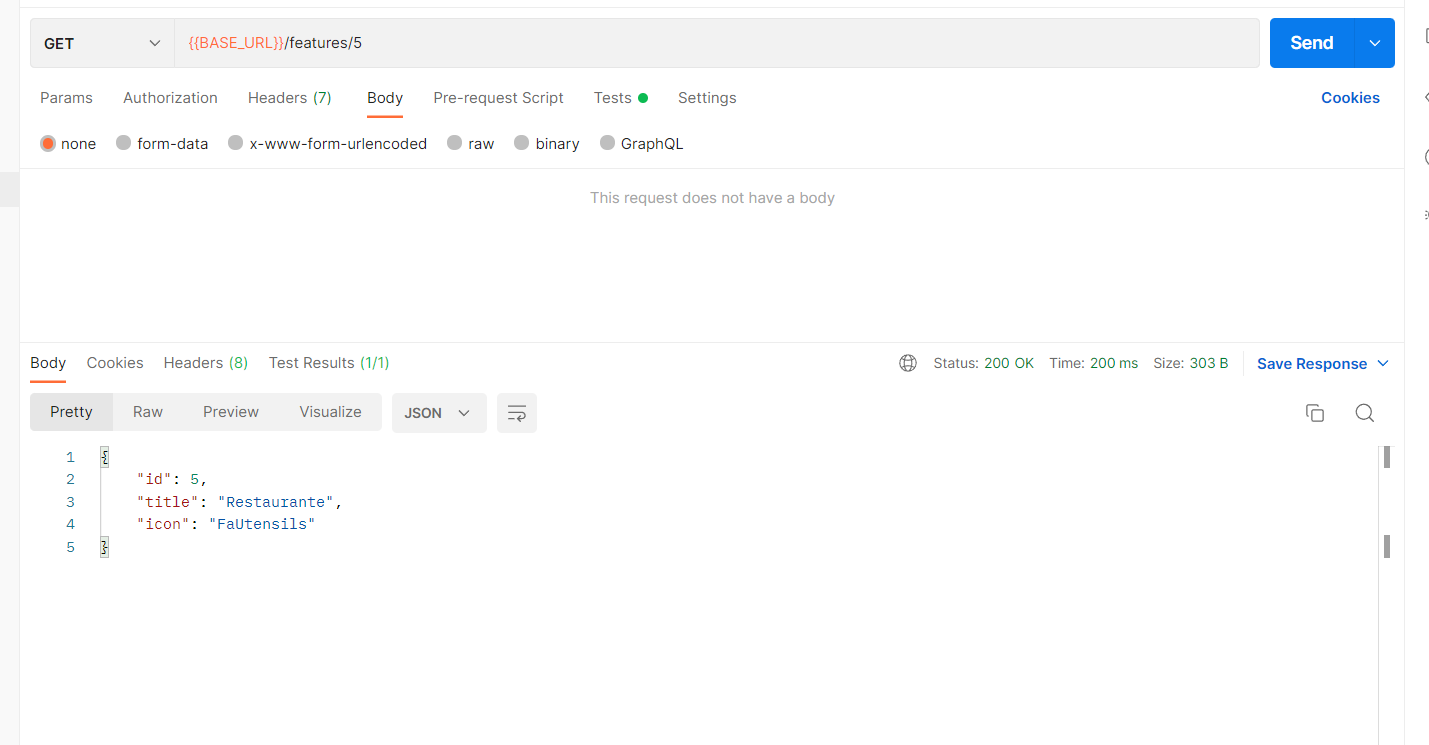 GET {{BASE_URL}}/features/5 Send
Params Authorization Headers (7) Body Pre-request Script Tests Settings Cookies
none form-data x-www-form-urlencoded raw binary GraphQL
This request does not have a body
Body Cookies Headers (8) Test Results (1/1) Status: 200 OK Time: 200 ms Size: 303 B Save Response
Pretty Raw Preview Visualize JSON
1 {
2 "id": 5,
3 "title": "Restaurante",
4 "icon": "FaUtensils"
5 }